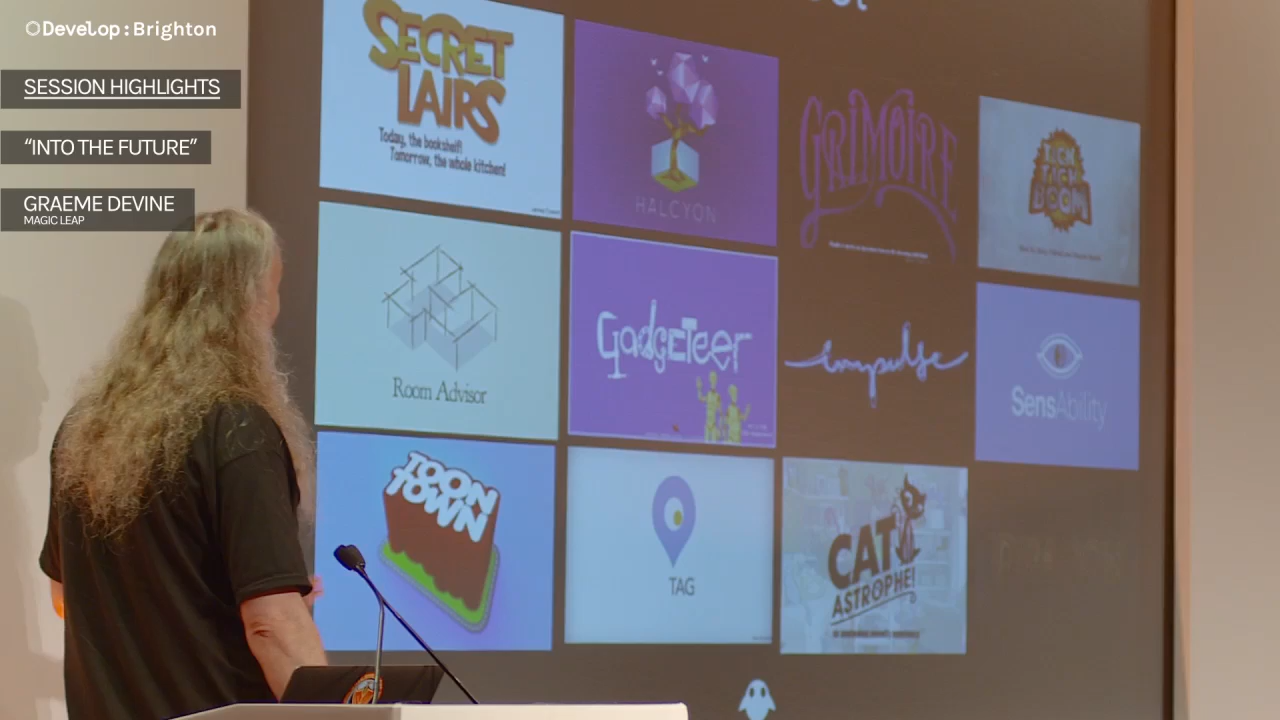 Develop:Brighton
SESSION HIGHLIGHTS
“INTO THE FUTURE”
GRAEME DEVINE
MAGIC LEAP
SECRET
LAIRS
Today, the bookshelf!
Tomorrow, the whole kitchen!
HALCYON
GRIMOIRE
TICK
TICK
BOOM
Room Advisor
GadgeTeer
impulse
SensAbility
TOON
TOWN
TAG
CAT
ASTROPHE!